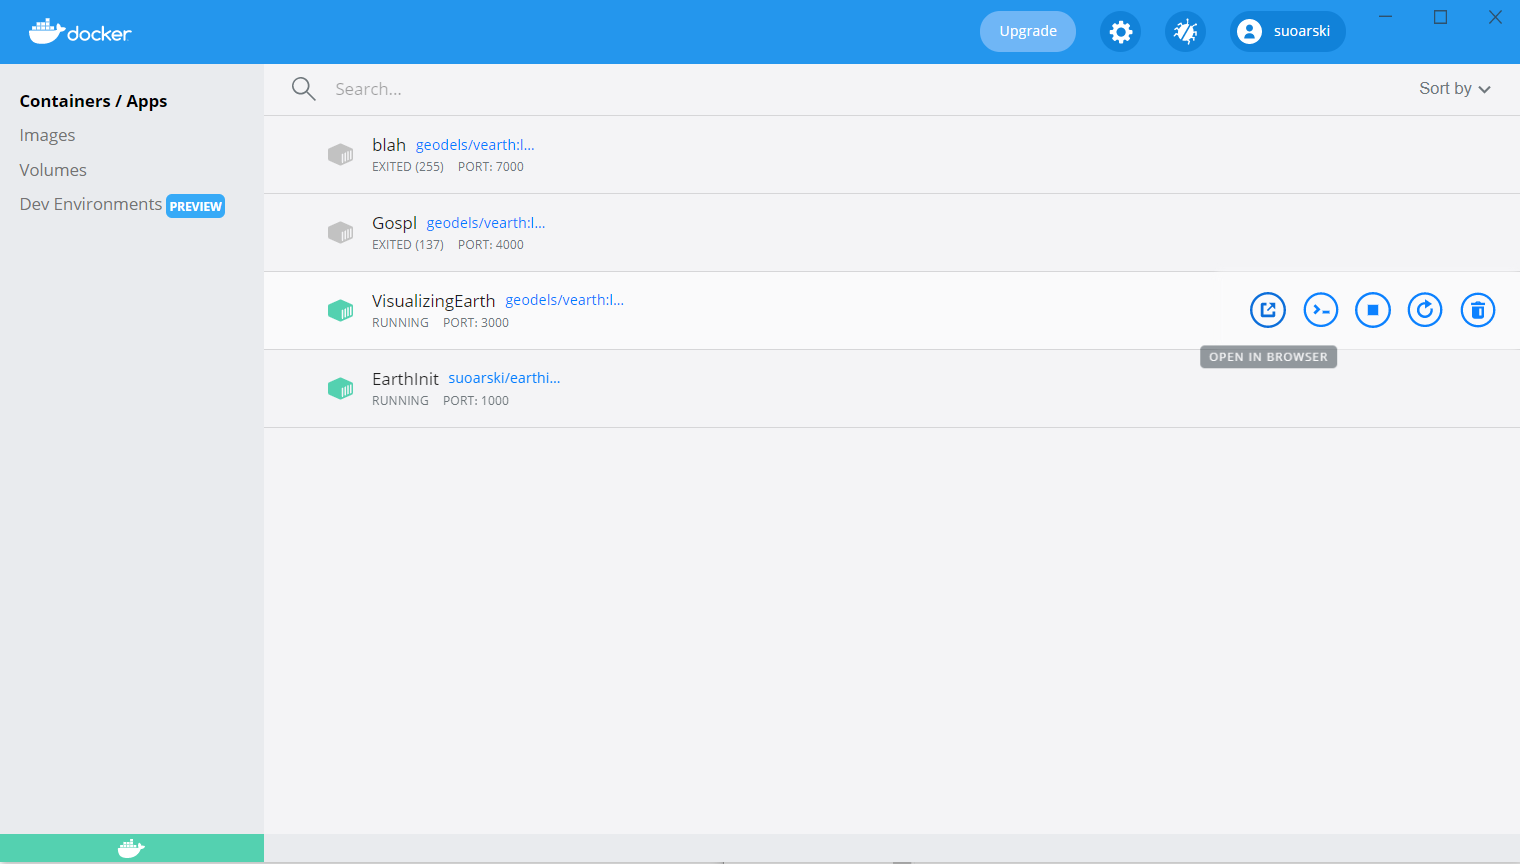 docker
Upgrade
suoarski
Containers / Apps
Images
Volumes
Dev Environments PREVIEW
Search...
Sort by
blah geodels/vearth:l...
EXITED (255) PORT: 7000
Gospl geodels/vearth:l...
EXITED (137) PORT: 4000
VisualizingEarth geodels/vearth:l...
RUNNING PORT: 3000
OPEN IN BROWSER
EarthInit suoarski/earthi...
RUNNING PORT: 1000